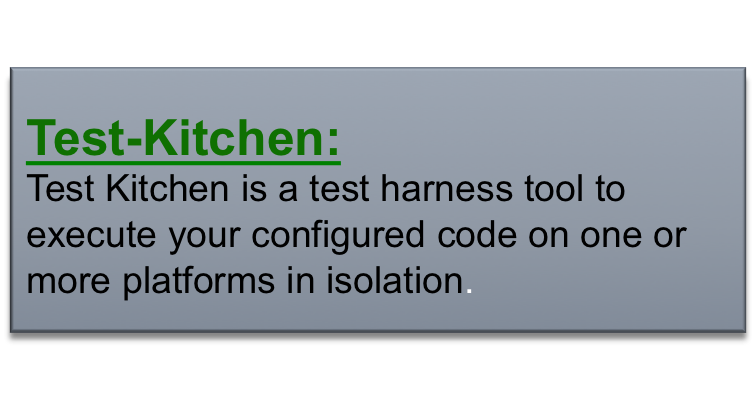 Test-Kitchen:
Test Kitchen is a test harness tool to
execute your configured code on one or
more platforms in isolation.